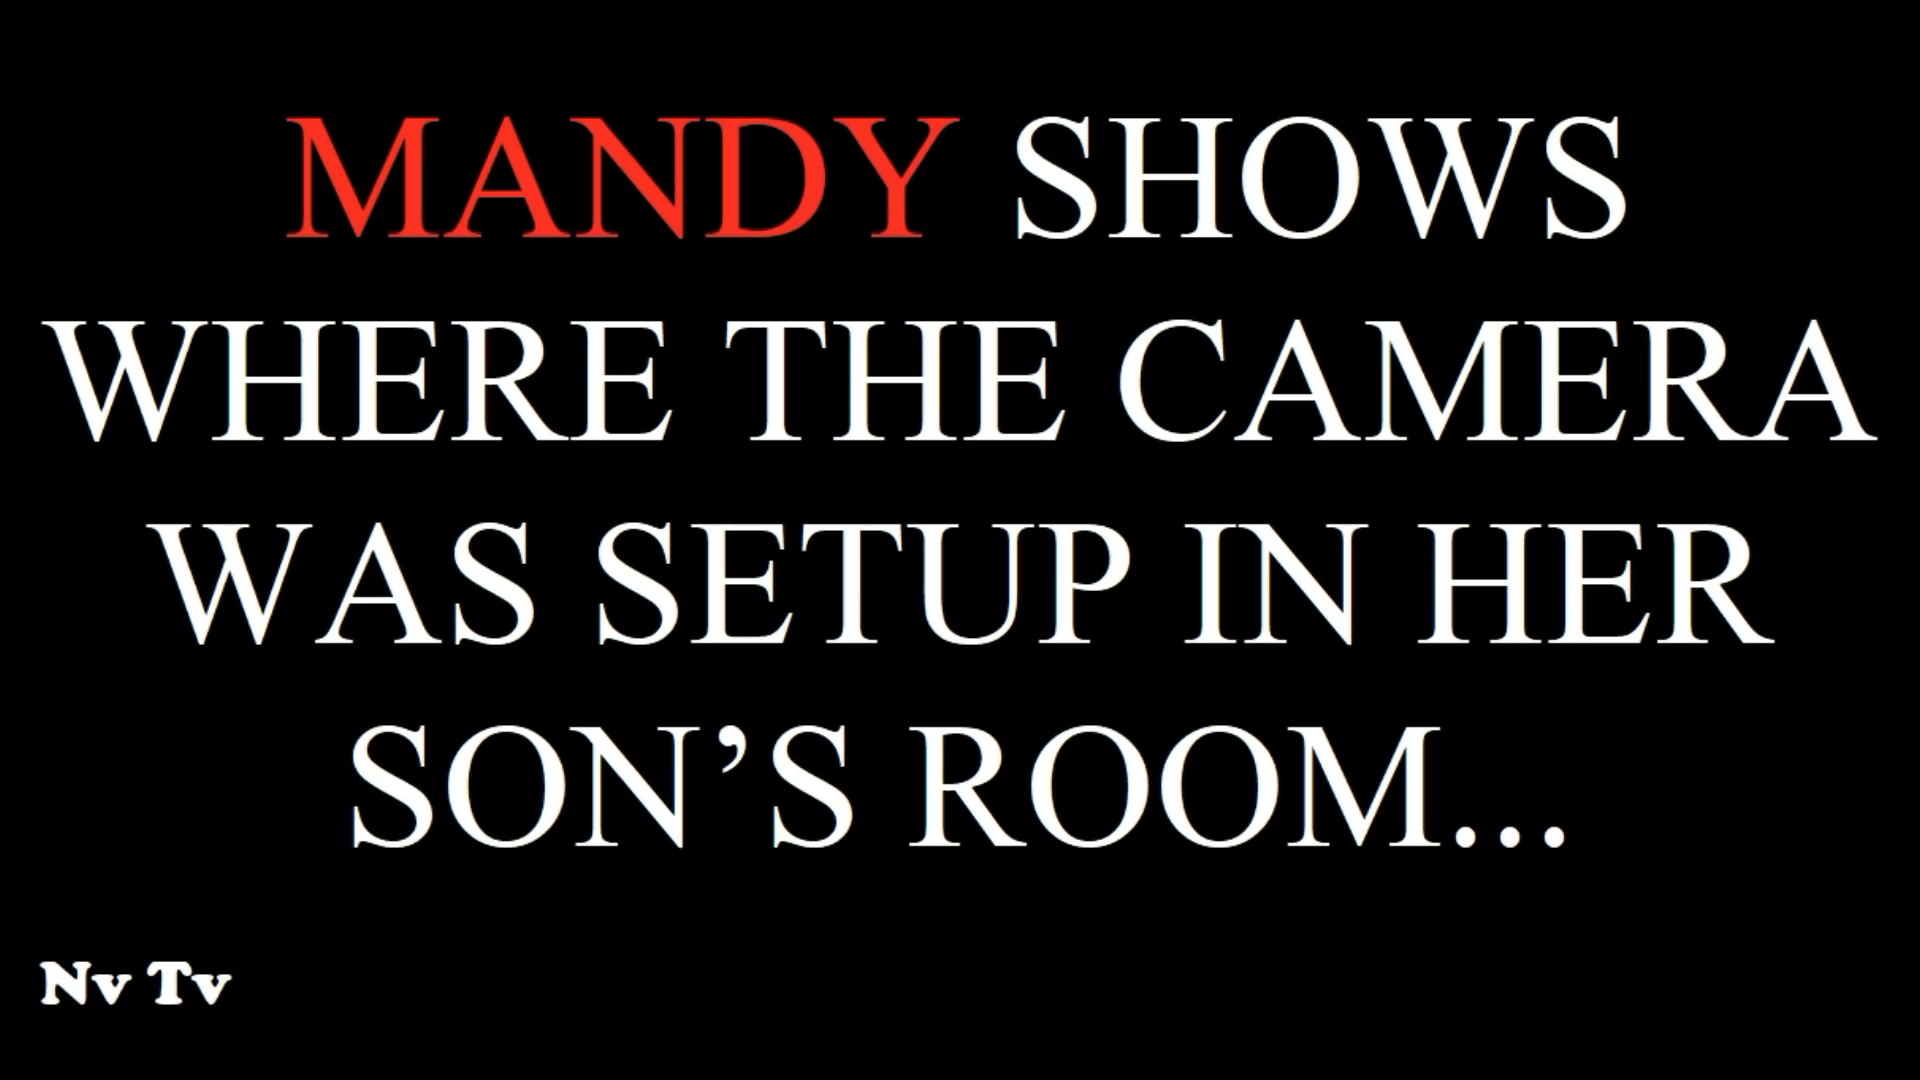 MANDY SHOWS
WHERE THE CAMERA
WAS SETUP IN HER
SON’S ROOM...
Nv Tv